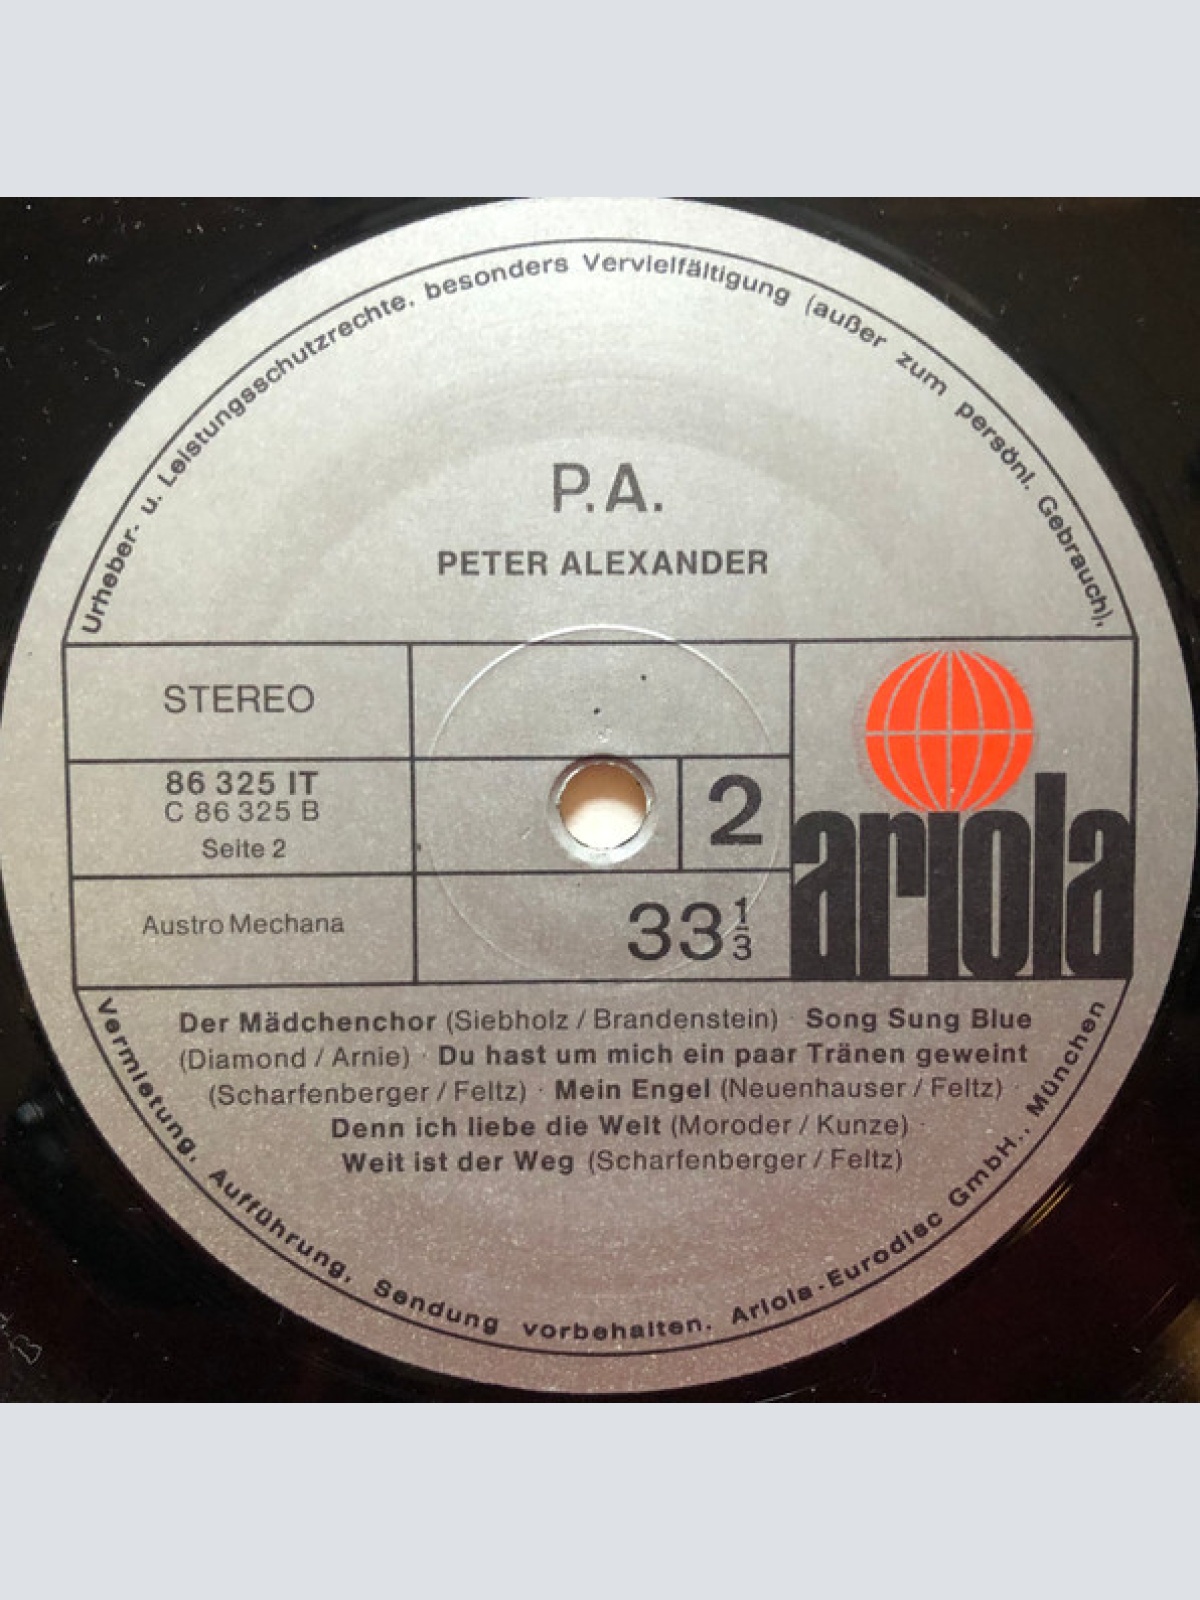 Urheber- u. Leistungsschutzrechte, besonders Vervielfältigung (außer zum persönl. Gebrauch),
P.A.
PETER ALEXANDER
STEREO
86 325 IT
C 86 325 B
Seite 2
2
ariola
Austro Mechana
33 1/3
Der Mädchenchor (Siebholz / Brandenstein) · Song Sung Blue
(Diamond / Arnie) · Du hast um mich ein paar Tränen geweint
(Scharfenberger / Feltz) · Mein Engel (Neuenhauser / Feltz) ·
Denn ich liebe die Welt (Moroder / Kunze) ·
Weit ist der Weg (Scharfenberger / Feltz)
Vermietung, Aufführung, Sendung vorbehalten. Ariola-Eurodisc GmbH., München